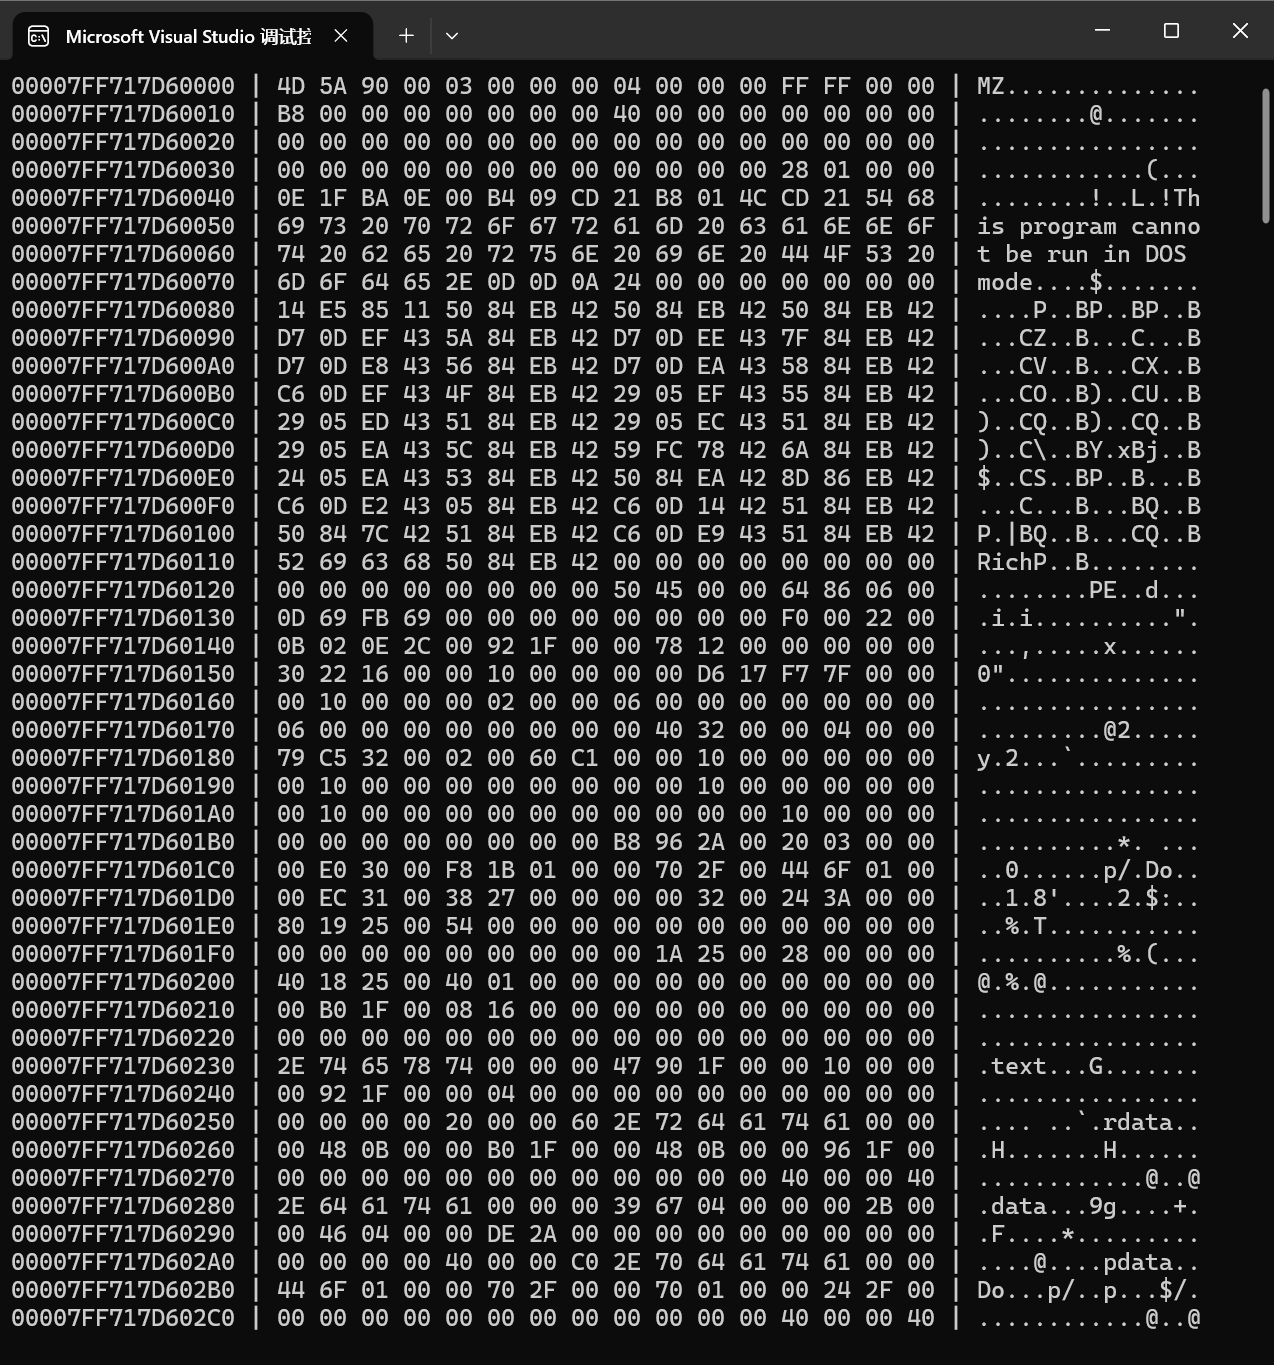 Microsoft Visual Studio 调试控
00007FF717D60000 | 4D 5A 90 00 03 00 00 00 04 00 00 00 FF FF 00 00 | MZ..............
00007FF717D60010 | B8 00 00 00 00 00 00 00 40 00 00 00 00 00 00 00 | ........@.......
00007FF717D60020 | 00 00 00 00 00 00 00 00 00 00 00 00 00 00 00 00 | ................
00007FF717D60030 | 00 00 00 00 00 00 00 00 00 00 00 00 28 01 00 00 | ............(...
00007FF717D60040 | 0E 1F BA 0E 00 B4 09 CD 21 B8 01 4C CD 21 54 68 | ........!..L.!Th
00007FF717D60050 | 69 73 20 70 72 6F 67 72 61 6D 20 63 61 6E 6E 6F | is program canno
00007FF717D60060 | 74 20 62 65 20 72 75 6E 20 69 6E 20 44 4F 53 20 | t be run in DOS 
00007FF717D60070 | 6D 6F 64 65 2E 0D 0D 0A 24 00 00 00 00 00 00 00 | mode....$.......
00007FF717D60080 | 14 E5 85 11 50 84 EB 42 50 84 EB 42 50 84 EB 42 | ....P..BP..BP..B
00007FF717D60090 | D7 0D EF 43 5A 84 EB 42 D7 0D EE 43 7F 84 EB 42 | ...CZ..B...C...B
00007FF717D600A0 | D7 0D E8 43 56 84 EB 42 D7 0D EA 43 58 84 EB 42 | ...CV..B...CX..B
00007FF717D600B0 | C6 0D EF 43 4F 84 EB 42 29 05 EF 43 55 84 EB 42 | ...CO..B)..CU..B
00007FF717D600C0 | 29 05 ED 43 51 84 EB 42 29 05 EC 43 51 84 EB 42 | )..CQ..B)..CQ..B
00007FF717D600D0 | 29 05 EA 43 5C 84 EB 42 59 FC 78 42 6A 84 EB 42 | )..C\..BY.xBj..B
00007FF717D600E0 | 24 05 EA 43 53 84 EB 42 50 84 EA 42 8D 86 EB 42 | $..CS..BP..B...B
00007FF717D600F0 | C6 0D E2 43 05 84 EB 42 C6 0D 14 42 51 84 EB 42 | ...C...B...BQ..B
00007FF717D60100 | 50 84 7C 42 51 84 EB 42 C6 0D E9 43 51 84 EB 42 | P.|BQ..B...CQ..B
00007FF717D60110 | 52 69 63 68 50 84 EB 42 00 00 00 00 00 00 00 00 | RichP..B........
00007FF717D60120 | 00 00 00 00 00 00 00 00 50 45 00 00 64 86 06 00 | ........PE..d...
00007FF717D60130 | 0D 69 FB 69 00 00 00 00 00 00 00 00 F0 00 22 00 | .i.i..........".
00007FF717D60140 | 0B 02 0E 2C 00 92 1F 00 00 78 12 00 00 00 00 00 | ...,.....x......
00007FF717D60150 | 30 22 16 00 00 10 00 00 00 00 D6 17 F7 7F 00 00 | 0"..............
00007FF717D60160 | 00 10 00 00 00 02 00 00 06 00 00 00 00 00 00 00 | ................
00007FF717D60170 | 06 00 00 00 00 00 00 00 00 40 32 00 00 04 00 00 | .........@2.....
00007FF717D60180 | 79 C5 32 00 02 00 60 C1 00 00 10 00 00 00 00 00 | y.2...`.........
00007FF717D60190 | 00 10 00 00 00 00 00 00 00 00 10 00 00 00 00 00 | ................
00007FF717D601A0 | 00 10 00 00 00 00 00 00 00 00 00 00 10 00 00 00 | ................
00007FF717D601B0 | 00 00 00 00 00 00 00 00 B8 96 2A 00 20 03 00 00 | ..........*. ...
00007FF717D601C0 | 00 E0 30 00 F8 1B 01 00 00 70 2F 00 44 6F 01 00 | ..0......p/.Do..
00007FF717D601D0 | 00 EC 31 00 38 27 00 00 00 00 32 00 24 3A 00 00 | ..1.8'....2.$:..
00007FF717D601E0 | 80 19 25 00 54 00 00 00 00 00 00 00 00 00 00 00 | ..%.T...........
00007FF717D601F0 | 00 00 00 00 00 00 00 00 00 1A 25 00 28 00 00 00 | ..........%.(...
00007FF717D60200 | 40 18 25 00 40 01 00 00 00 00 00 00 00 00 00 00 | @.%.@...........
00007FF717D60210 | 00 B0 1F 00 08 16 00 00 00 00 00 00 00 00 00 00 | ................
00007FF717D60220 | 00 00 00 00 00 00 00 00 00 00 00 00 00 00 00 00 | ................
00007FF717D60230 | 2E 74 65 78 74 00 00 00 47 90 1F 00 00 10 00 00 | .text...G.......
00007FF717D60240 | 00 92 1F 00 00 04 00 00 00 00 00 00 00 00 00 00 | ................
00007FF717D60250 | 00 00 00 00 20 00 00 60 2E 72 64 61 74 61 00 00 | .... ..`.rdata..
00007FF717D60260 | 00 48 0B 00 00 B0 1F 00 00 48 0B 00 00 96 1F 00 | .H.......H......
00007FF717D60270 | 00 00 00 00 00 00 00 00 00 00 00 00 40 00 00 40 | ............@..@
00007FF717D60280 | 2E 64 61 74 61 00 00 00 39 67 04 00 00 00 2B 00 | .data...9g....+.
00007FF717D60290 | 00 46 04 00 00 DE 2A 00 00 00 00 00 00 00 00 00 | .F....*.........
00007FF717D602A0 | 00 00 00 00 40 00 00 C0 2E 70 64 61 74 61 00 00 | ....@....pdata..
00007FF717D602B0 | 44 6F 01 00 00 70 2F 00 00 70 01 00 00 24 2F 00 | Do...p/..p...$/.
00007FF717D602C0 | 00 00 00 00 00 00 00 00 00 00 00 00 40 00 00 40 | ............@..@